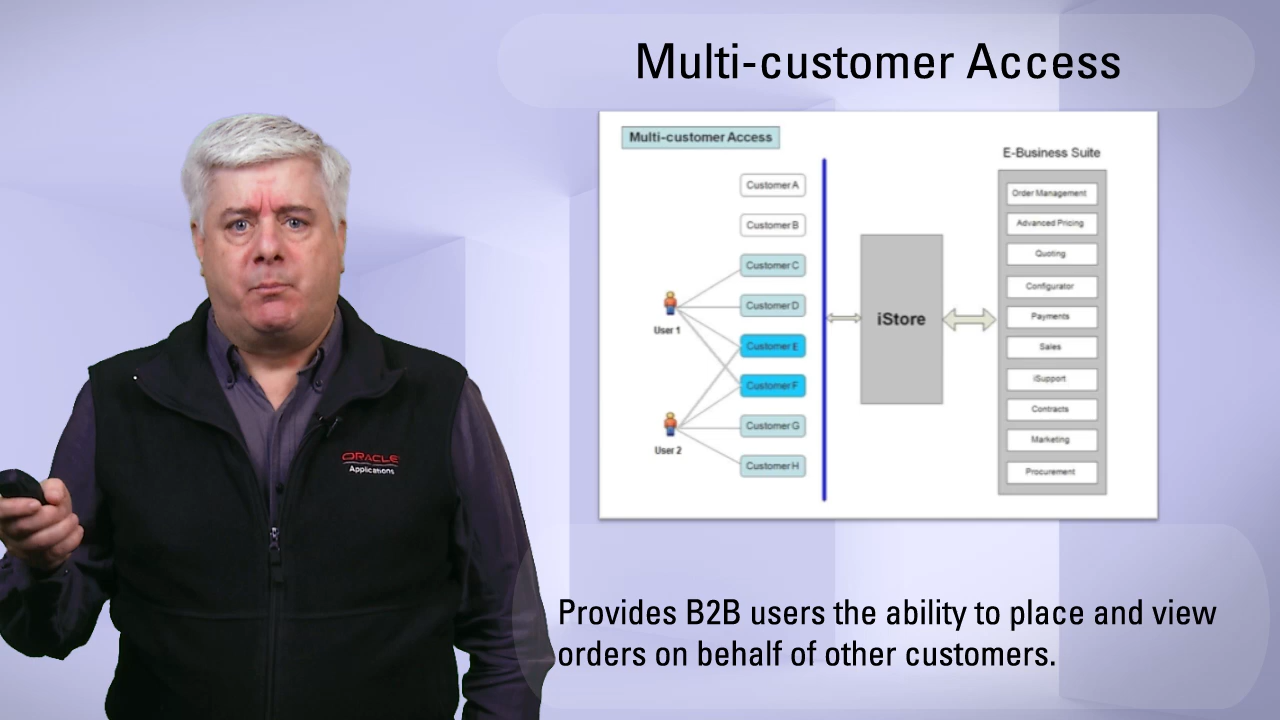 Multi-customer Access
Multi-customer Access
E-Business Suite
Customer A
Customer B
Customer C
Customer D
Customer E
Customer F
Customer G
Customer H
User 1
User 2
iStore
Order Management
Advanced Pricing
Quoting
Configurator
Payments
Sales
iSupport
Contracts
Marketing
Procurement
ORACLE
Applications
Provides B2B users the ability to place and view
orders on behalf of other customers.